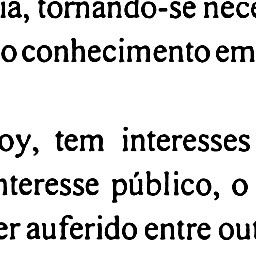 ia, tornando-se nece
o conhecimento em
oy, tem interesses
nteresse público, o
er auferido entre out